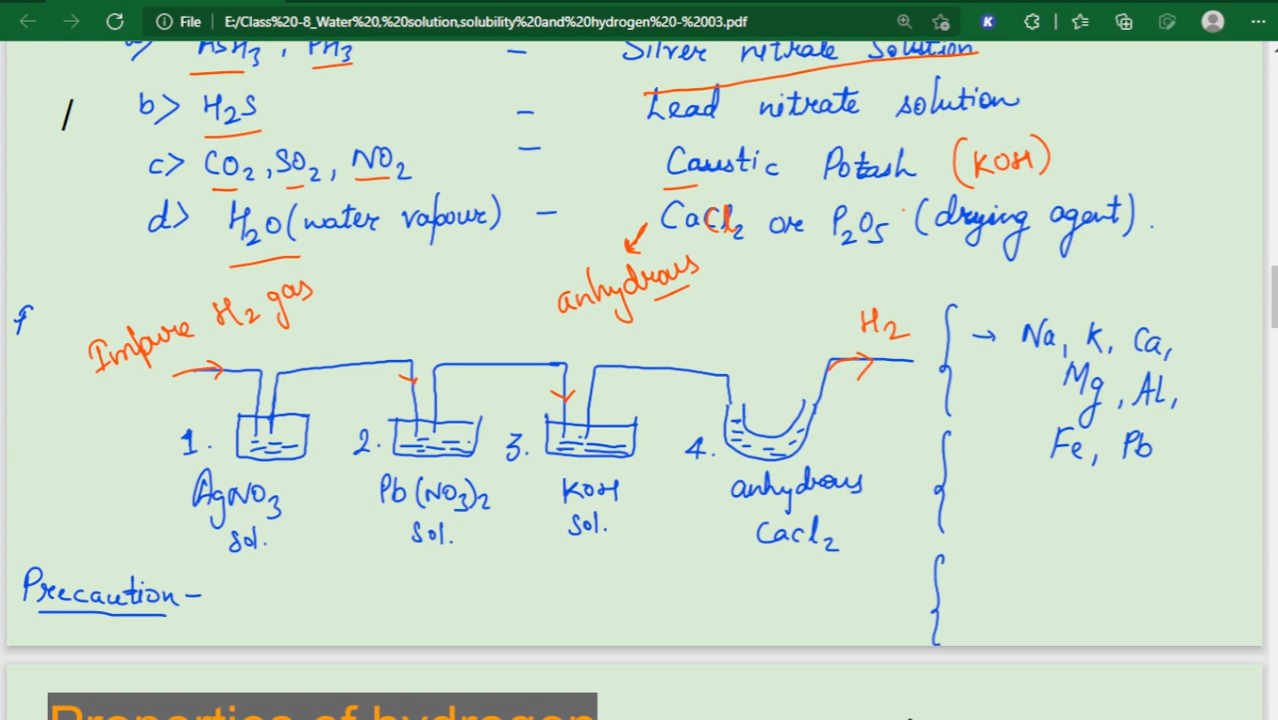 File E:/Class%20-8_Water%20,%20solution,solubility%20and%20hydrogen%20-%2003.pdf
a> AsH3, PH3 - Silver nitrate solution
b> H2S - Lead nitrate solution
c> CO2, SO2, NO2 - Caustic Potash (KOH)
d> H2O (water vapour) - CaCl2 or P2O5 (drying agent).
anhydrous
Impure H2 gas
H2
→ Na, K, Ca,
Mg, Al,
Fe, Pb
1. 2. 3. 4.
AgNO3 Pb(NO3)2 KOH anhydrous
sol. sol. sol. CaCl2
Precaution-
Properties of hydrogen